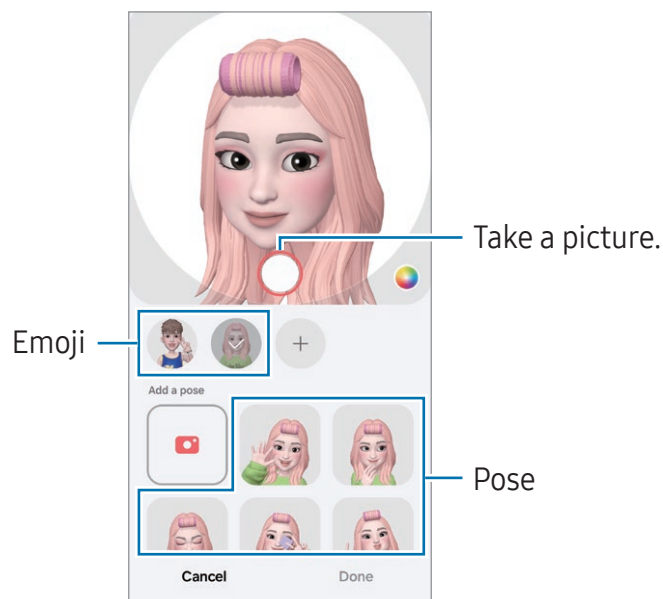 Take a picture.
Emoji
Add a pose
Pose
Cancel
Done